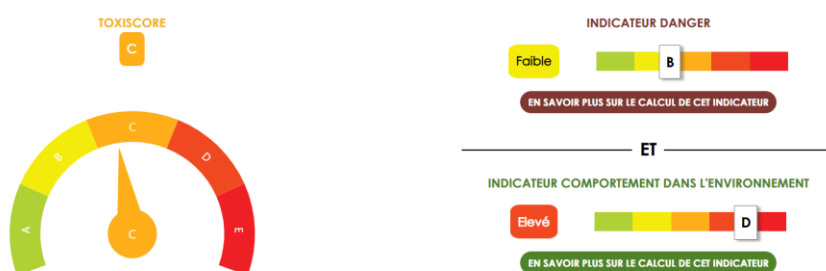 TOXISCORE
C
A
B
C
D
E
C
INDICATEUR DANGER
Faible
B
EN SAVOIR PLUS SUR LE CALCUL DE CET INDICATEUR
ET
INDICATEUR COMPORTEMENT DANS L'ENVIRONNEMENT
Elevé
D
EN SAVOIR PLUS SUR LE CALCUL DE CET INDICATEUR